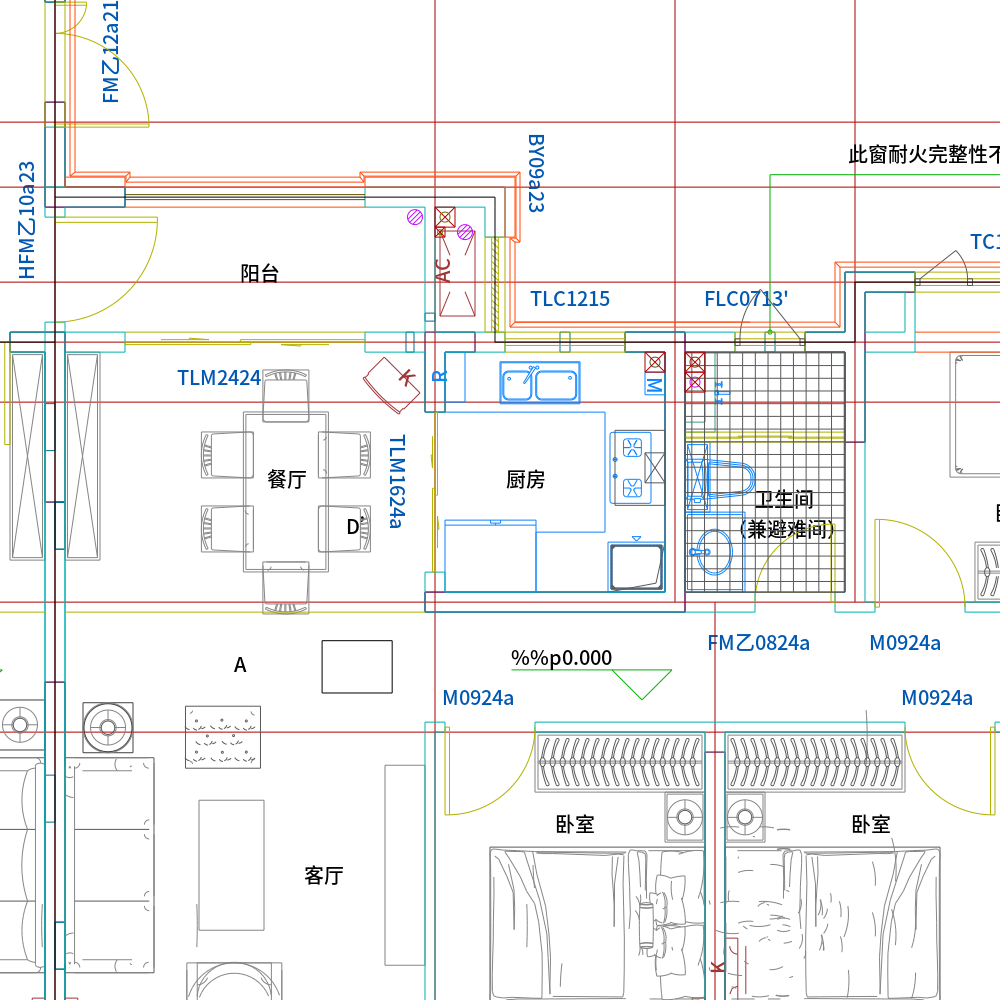 FM乙12a21
此窗耐火完整性不
BY09a23
HFM乙10a23
TC1
阳台
AC
TLC1215
FLC0713'
TLM2424
K
R
M
TLM1624a
餐厅
厨房
卫生间
(兼避难间)
D
FM乙0824a
M0924a
%%p0.000
A
M0924a
M0924a
卧室
卧室
客厅
K